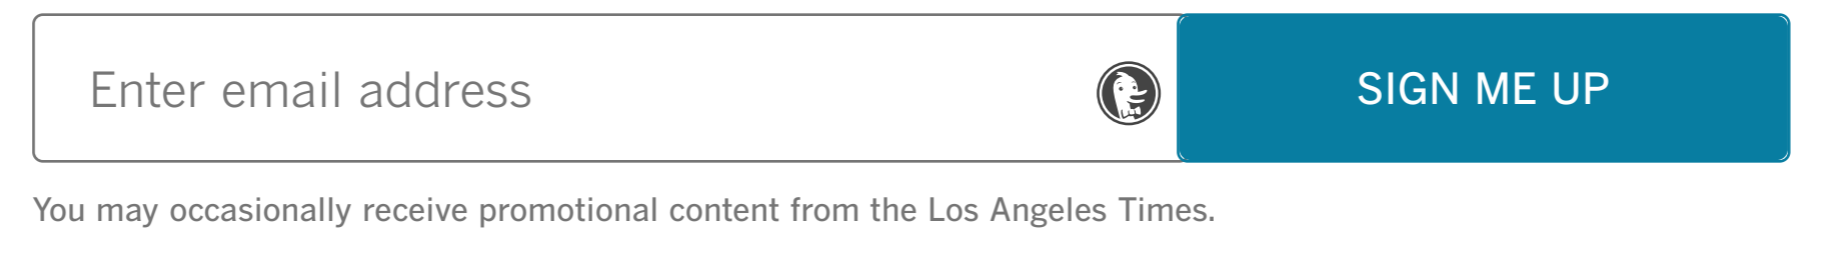 Enter email address
SIGN ME UP
You may occasionally receive promotional content from the Los Angeles Times.